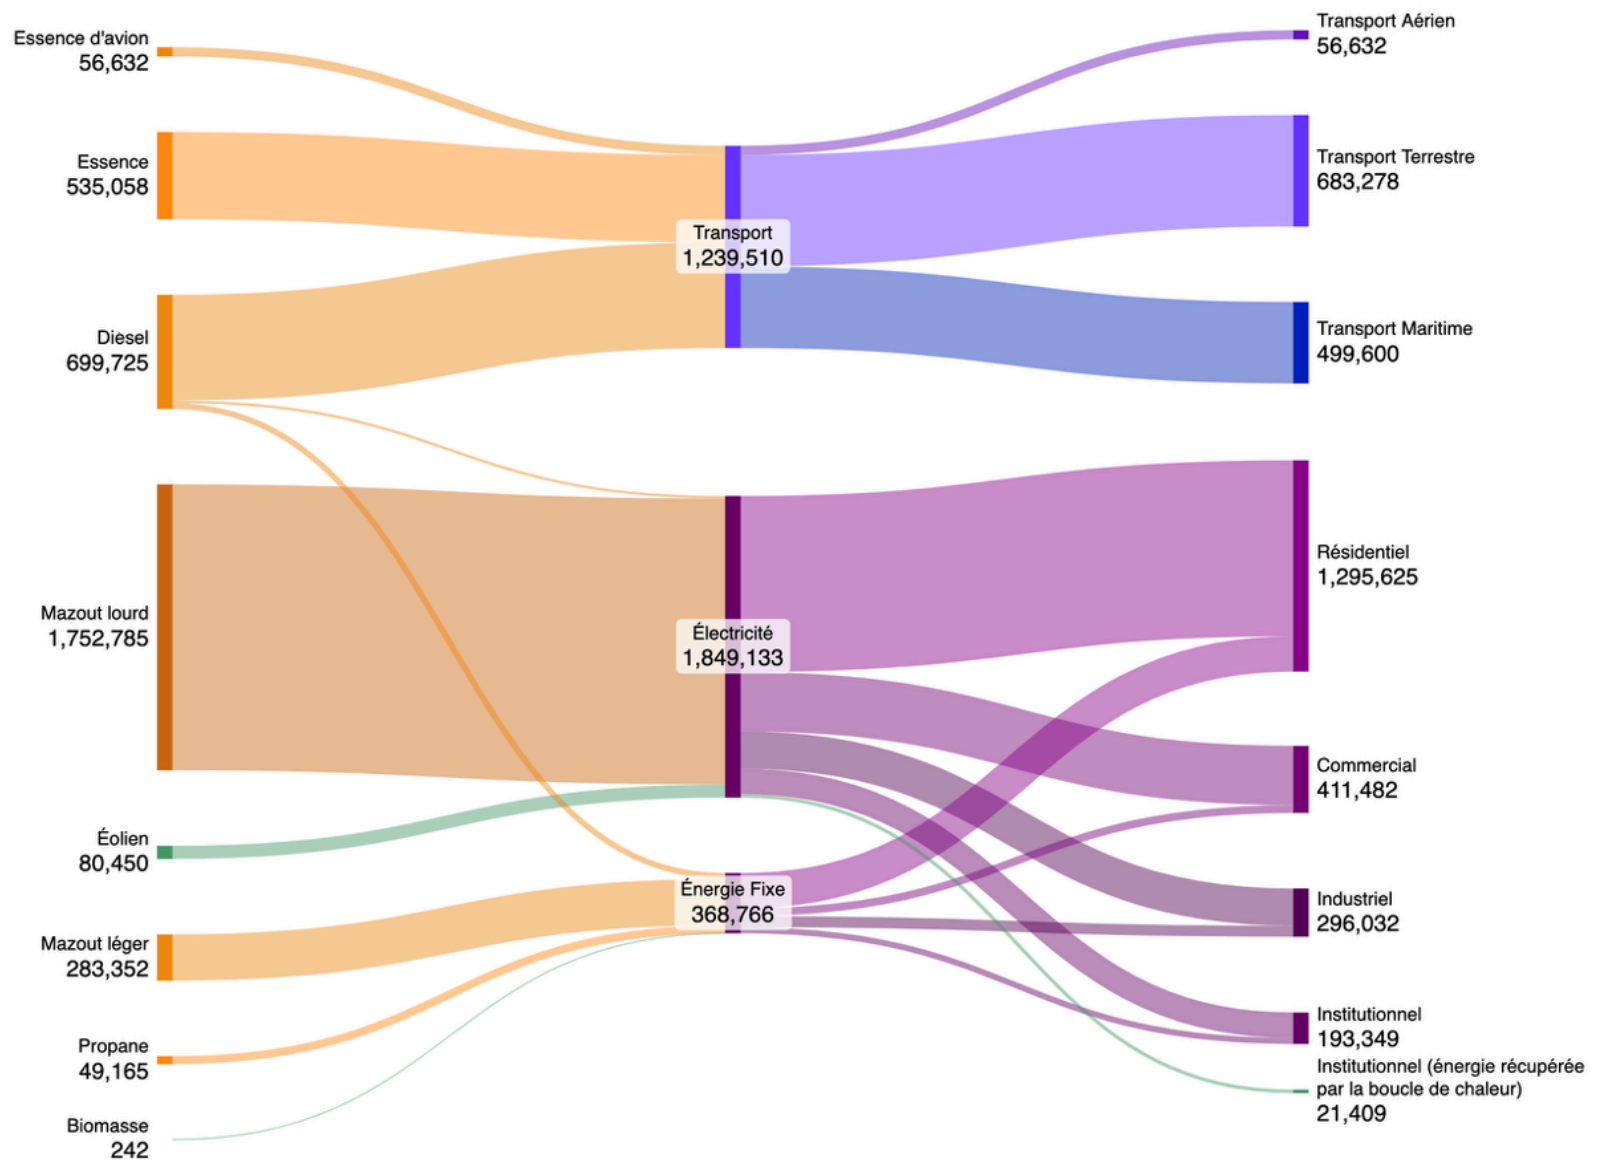 Essence d'avion
56,632
Essence
535,058
Diesel
699,725
Mazout lourd
1,752,785
Éolien
80,450
Mazout léger
283,352
Propane
49,165
Biomasse
242
Transport
1,239,510
Électricité
1,849,133
Énergie Fixe
368,766
Transport Aérien
56,632
Transport Terrestre
683,278
Transport Maritime
499,600
Résidentiel
1,295,625
Commercial
411,482
Industriel
296,032
Institutionnel
193,349
Institutionnel (énergie récupérée
par la boucle de chaleur)
21,409